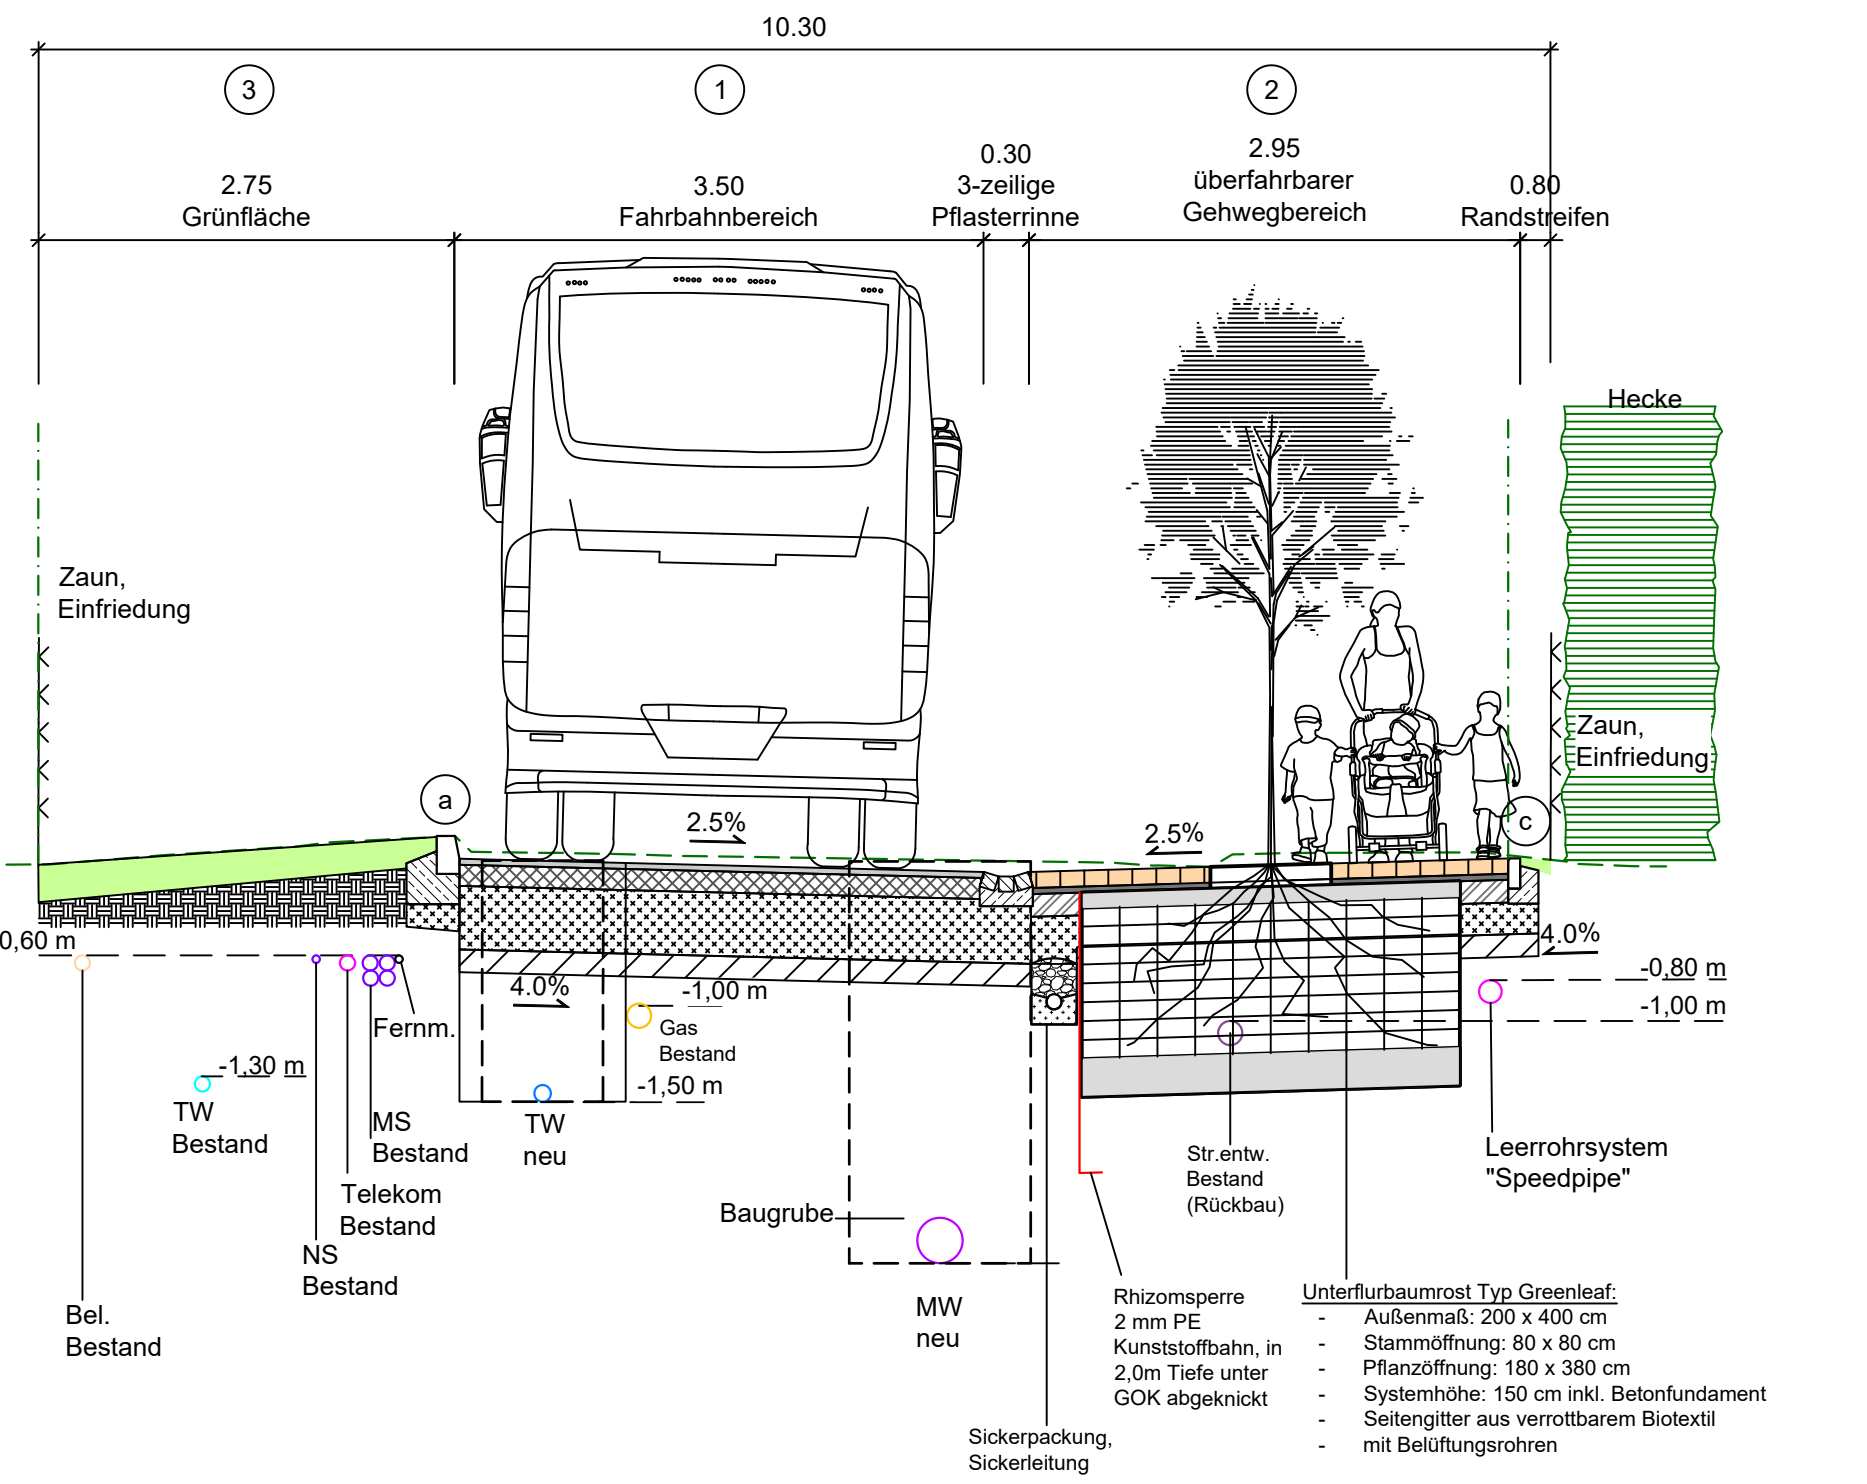 10.30
3
1
2
2.75
Grünfläche
3.50
Fahrbahnbereich
0.30
3-zeilige
Pflasterrinne
2.95
überfahrbarer
Gehwegbereich
0.80
Randstreifen
Hecke
Zaun,
Einfriedung
Zaun,
Einfriedung
a
c
2.5%
2.5%
0,60 m
4.0%
4.0%
-0,80 m
-1,00 m
-1,00 m
Gas
Bestand
-1,50 m
Fernm.
-1,30 m
TW
Bestand
MS
Bestand
TW
neu
Telekom
Bestand
NS
Bestand
Bel.
Bestand
Baugrube
MW
neu
Str.entw.
Bestand
(Rückbau)
Leerrohrsystem
"Speedpipe"
Rhizomsperre
2 mm PE
Kunststoffbahn, in
2,0m Tiefe unter
GOK abgeknickt
Unterflurbaumrost Typ Greenleaf:
- Außenmaß: 200 x 400 cm
- Stammöffnung: 80 x 80 cm
- Pflanzöffnung: 180 x 380 cm
- Systemhöhe: 150 cm inkl. Betonfundament
- Seitengitter aus verrottbarem Biotextil
- mit Belüftungsrohren
Sickerpackung,
Sickerleitung